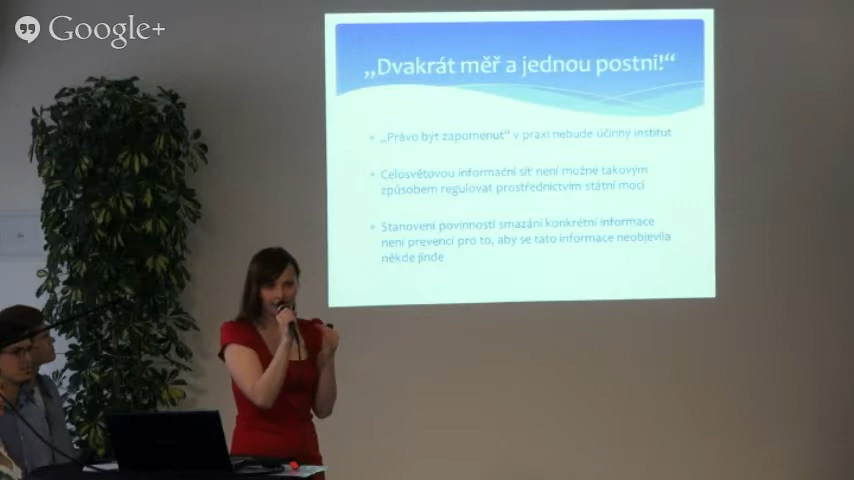 Google+
„Dvakrát měř a jednou postni!“
„Právo být zapomenut“ v praxi nebude účinný institut
Celosvětovou informační síť není možné takovým
způsobem regulovat prostřednictvím státní moci
Stanovení povinností smazání konkrétní informace
není prevencí pro to, aby se tato informace neobjevila
někde jinde